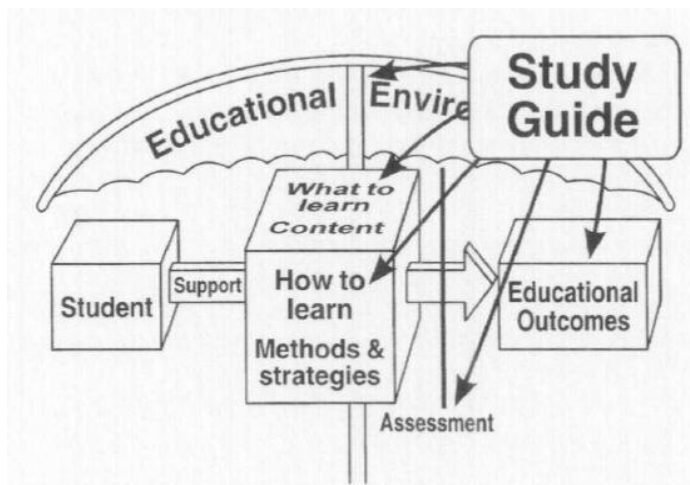 Study
Guide
Educational
What to
learn
Content
Student
Support
How to
learn
Methods &
strategies
Educational
Outcomes
Assessment